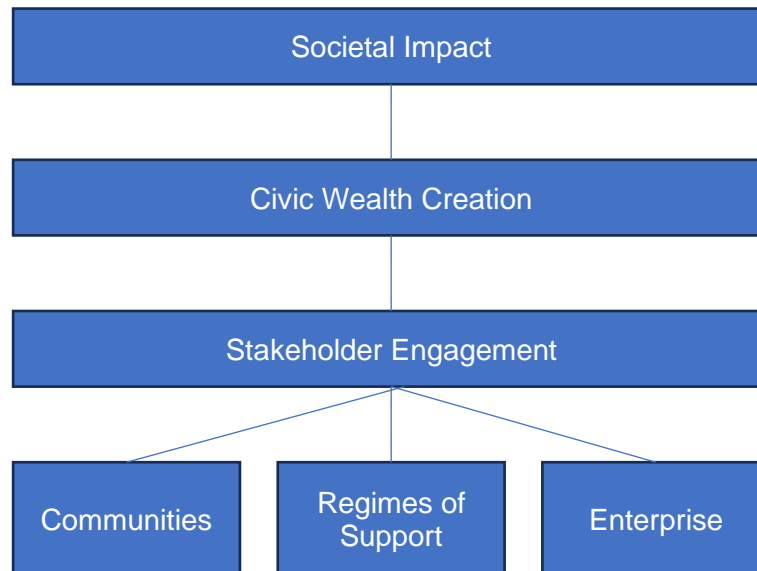 Societal Impact
Civic Wealth Creation
Stakeholder Engagement
Communities
Regimes of
Support
Enterprise